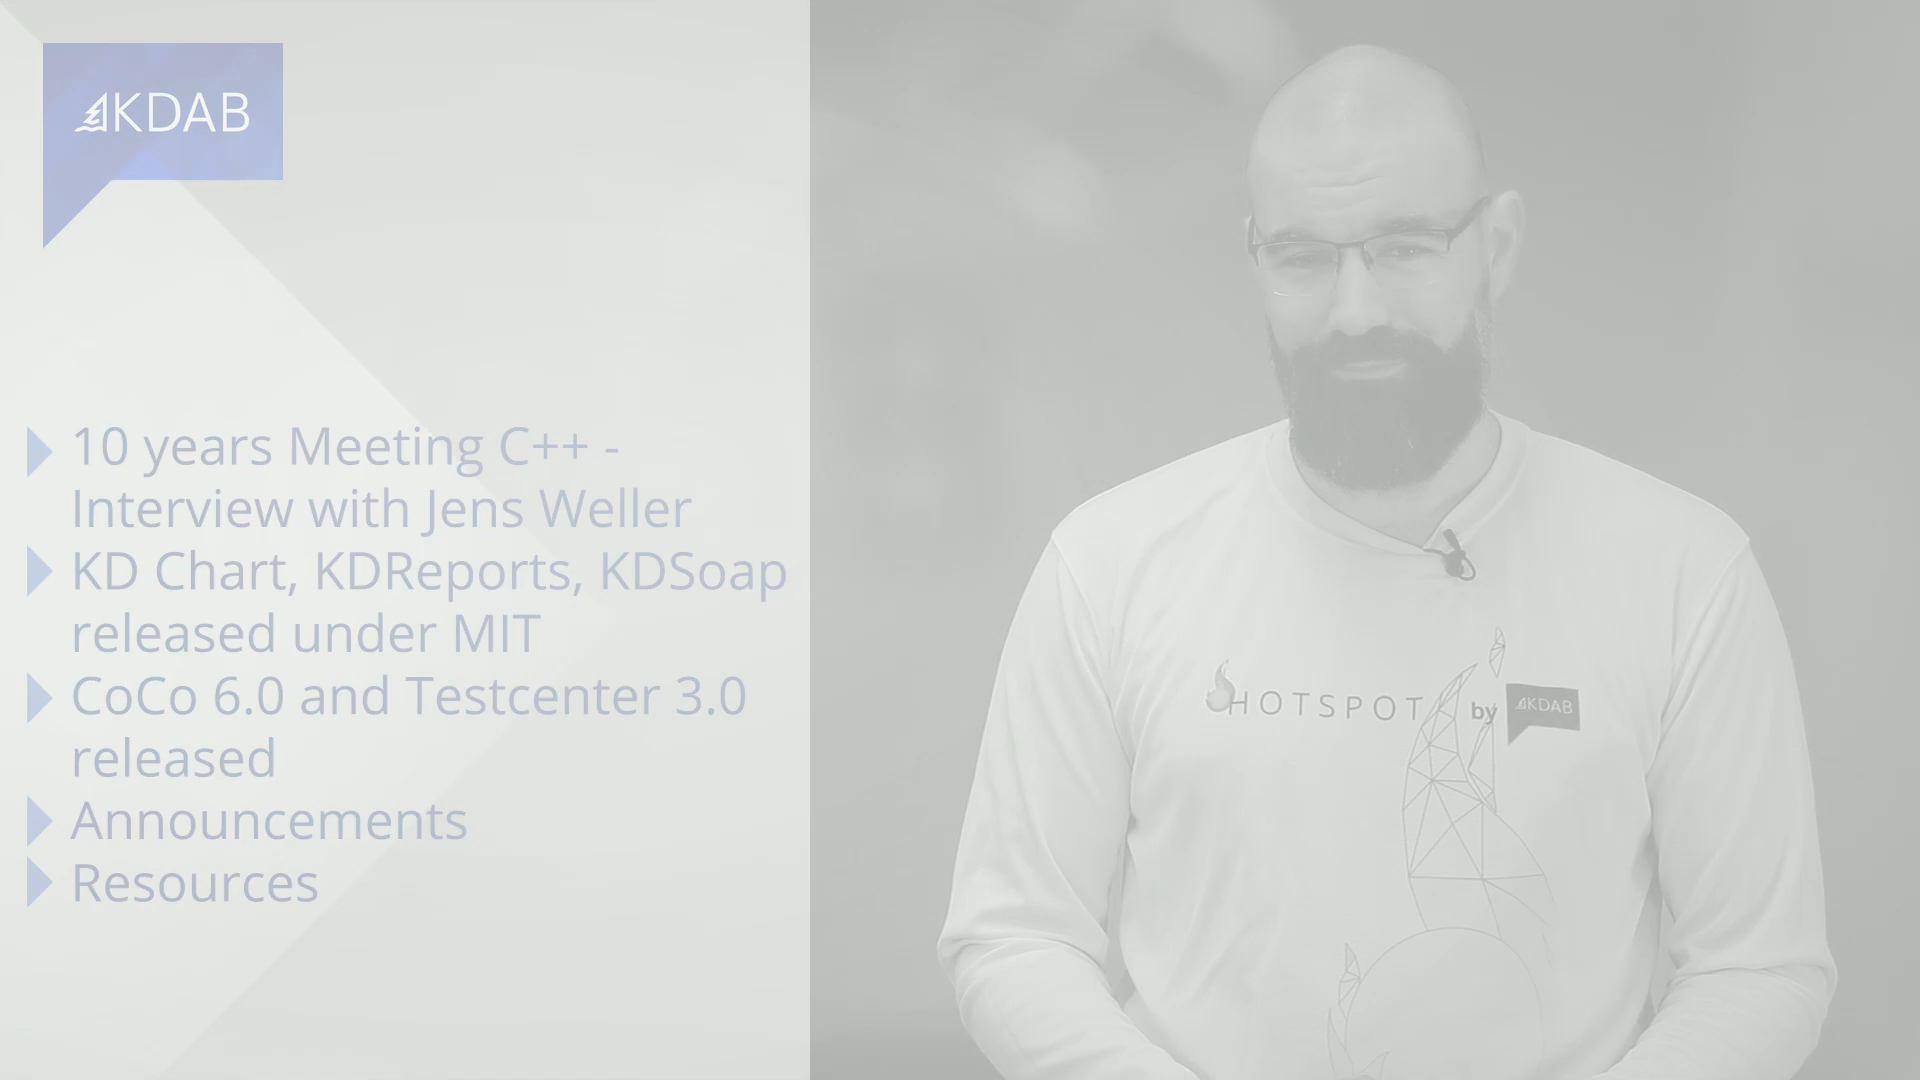 KDAB
10 years Meeting C++ -
Interview with Jens Weller
KD Chart, KDReports, KDSoap
released under MIT
CoCo 6.0 and Testcenter 3.0
released
Announcements
Resources
HOTSPOT by KDAB